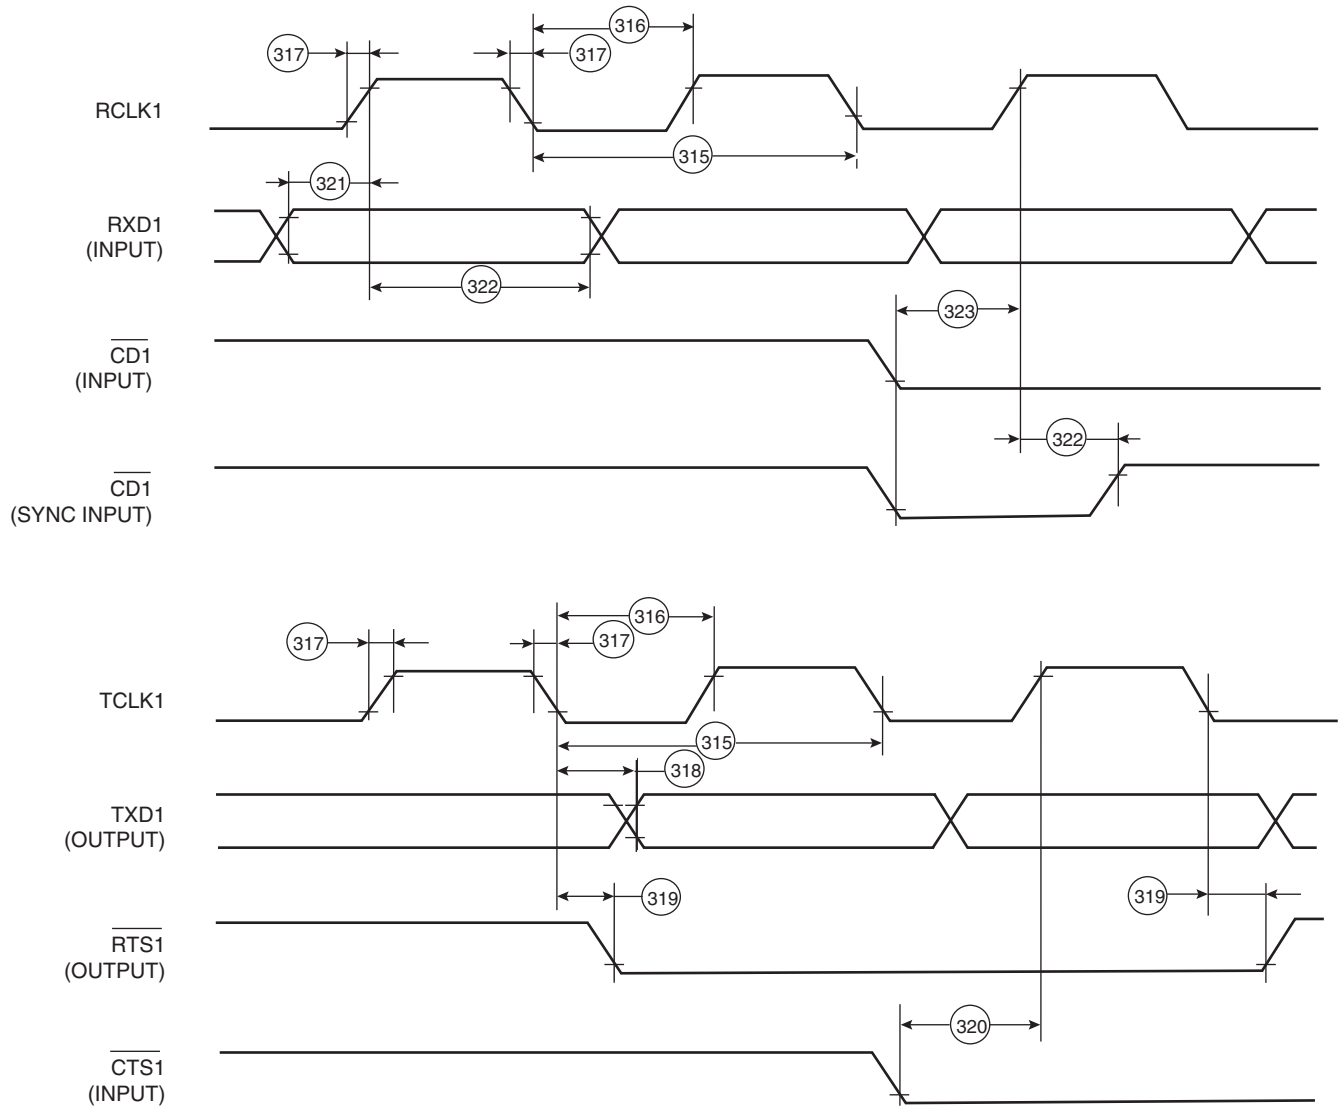 316
317
317
RCLK1
315
321
RXD1
(INPUT)
322
323
CD1
(INPUT)
322
CD1
(SYNC INPUT)
316
317
317
TCLK1
315
318
TXD1
(OUTPUT)
319
319
RTS1
(OUTPUT)
320
CTS1
(INPUT)